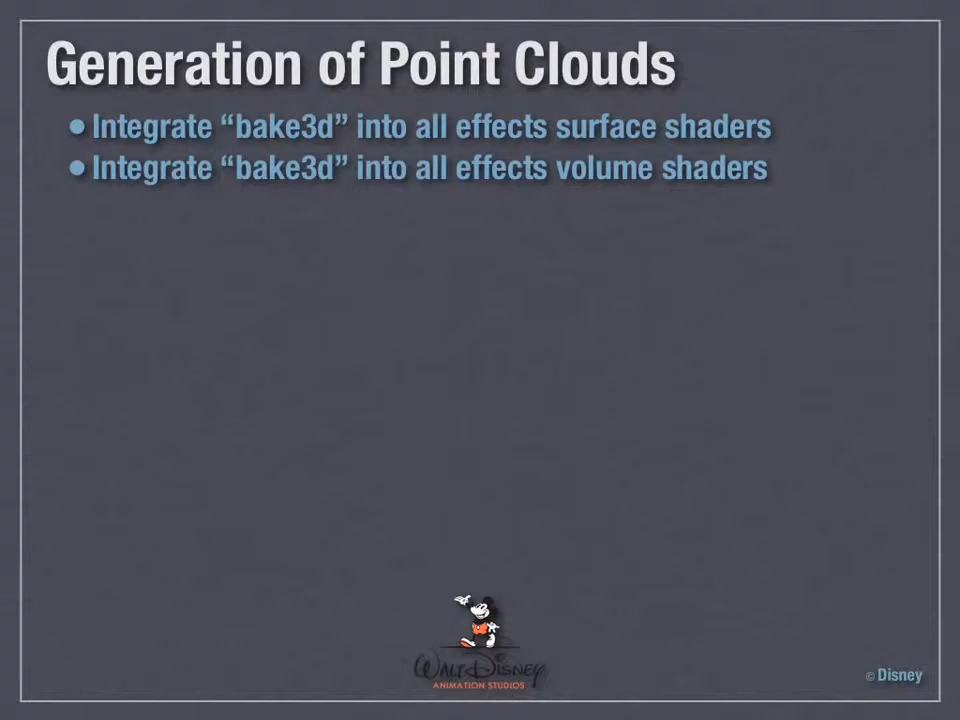 Generation of Point Clouds
• Integrate “bake3d” into all effects surface shaders
• Integrate “bake3d” into all effects volume shaders
WALT DISNEY
ANIMATION STUDIOS
© Disney